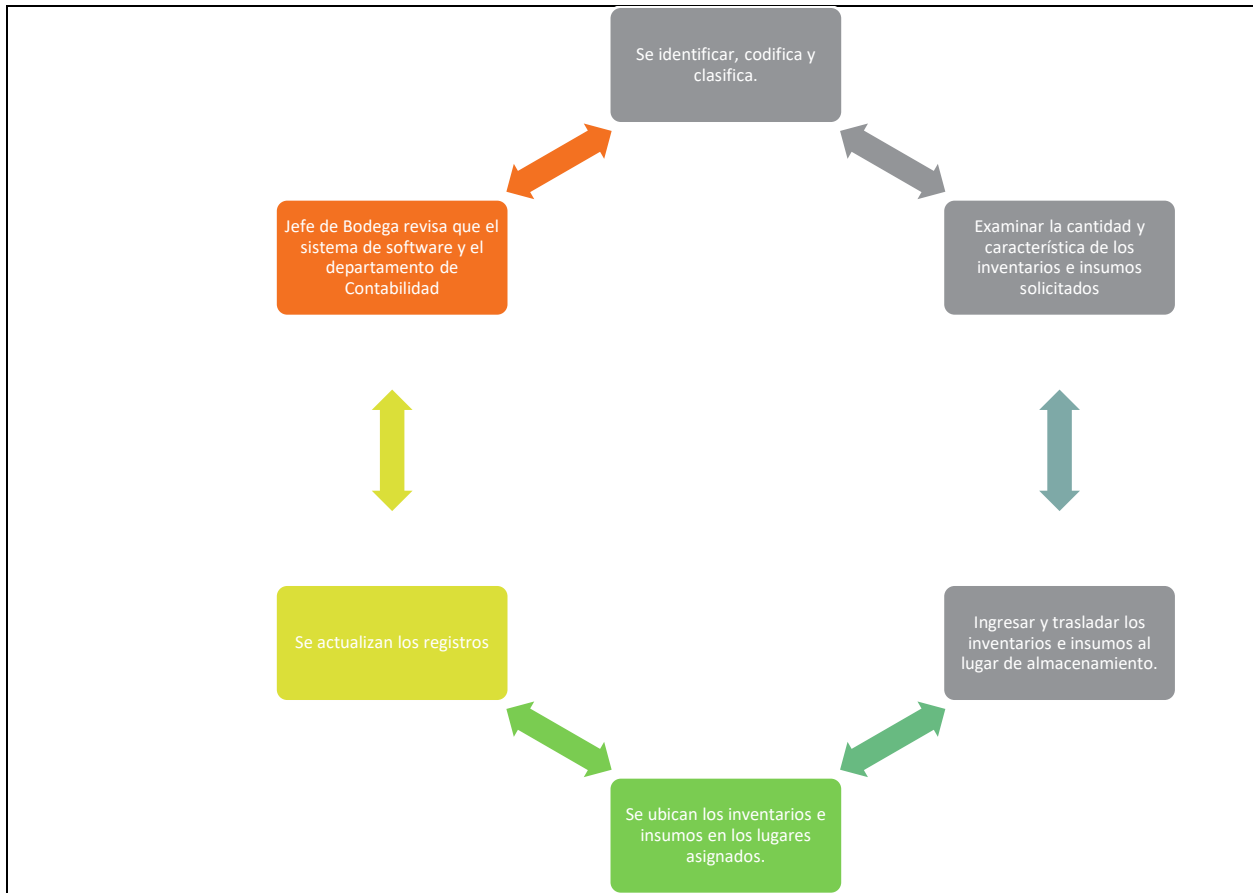 Se identificar, codifica y
clasifica.
Examinar la cantidad y
característica de los
inventarios e insumos
solicitados
Ingresar y trasladar los
inventarios e insumos al
lugar de almacenamiento.
Se ubican los inventarios e
insumos en los lugares
asignados.
Se actualizan los registros
Jefe de Bodega revisa que el
sistema de software y el
departamento de
Contabilidad